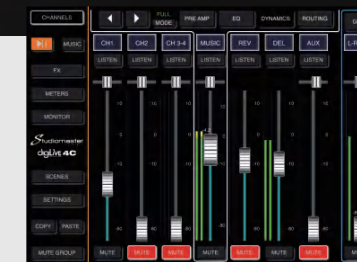 CHANNELS
FULL MODE
PRE AMP
EQ
DYNAMICS
ROUTING
MUSIC
CH1
CH2
CH 3-4
MUSIC
REV
DEL
AUX
L-R
LISTEN
LISTEN
LISTEN
LISTEN
LISTEN
LISTEN
LISTEN
FX
METERS
MONITOR
Studiomaster
digiLivE 4C
SCENES
SETTINGS
COPY
PASTE
MUTE GROUP
MUTE
MUTE
MUTE
MUTE
MUTE
MUTE
MUTE